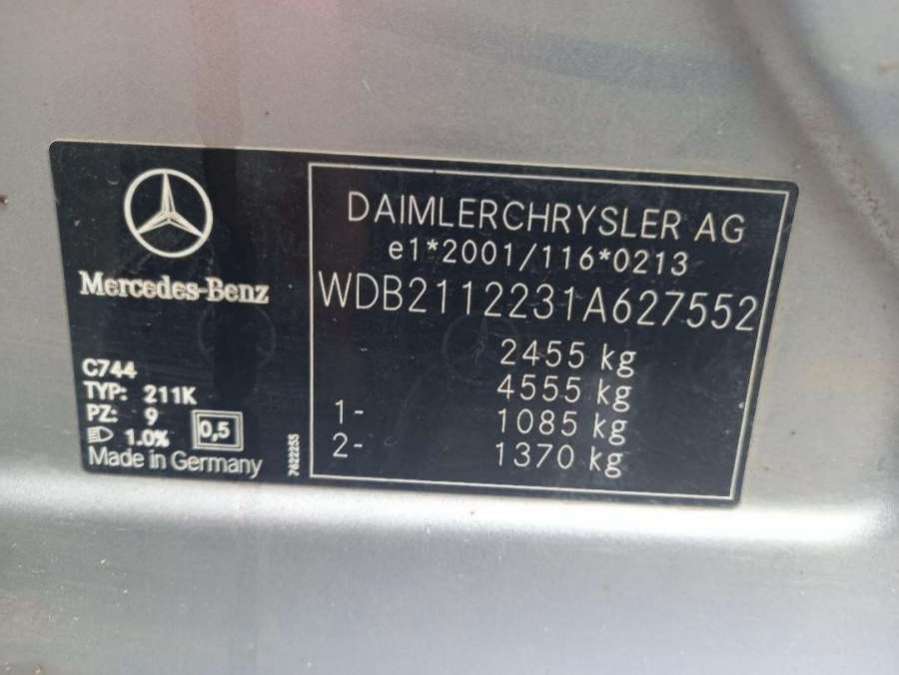 Mercedes-Benz
C744
TYP: 211K
PZ: 9
1.0%
0,5
Made in Germany
7622255
DAIMLERCHRYSLER AG
e1*2001/116*0213
WDB2112231A627552
2455 kg
4555 kg
1- 1085 kg
2- 1370 kg